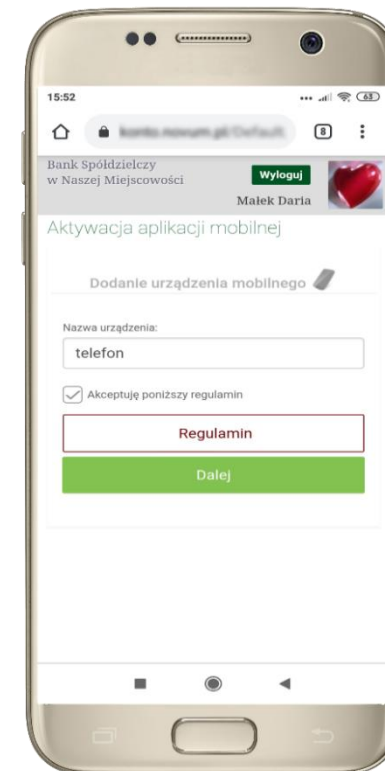 15:52
63
8
Bank Spółdzielczy
w Naszej Miejscowości
Wyloguj
Małek Daria
Aktywacja aplikacji mobilnej
Dodanie urządzenia mobilnego
Nazwa urządzenia:
telefon
Akceptuję poniższy regulamin
Regulamin
Dalej